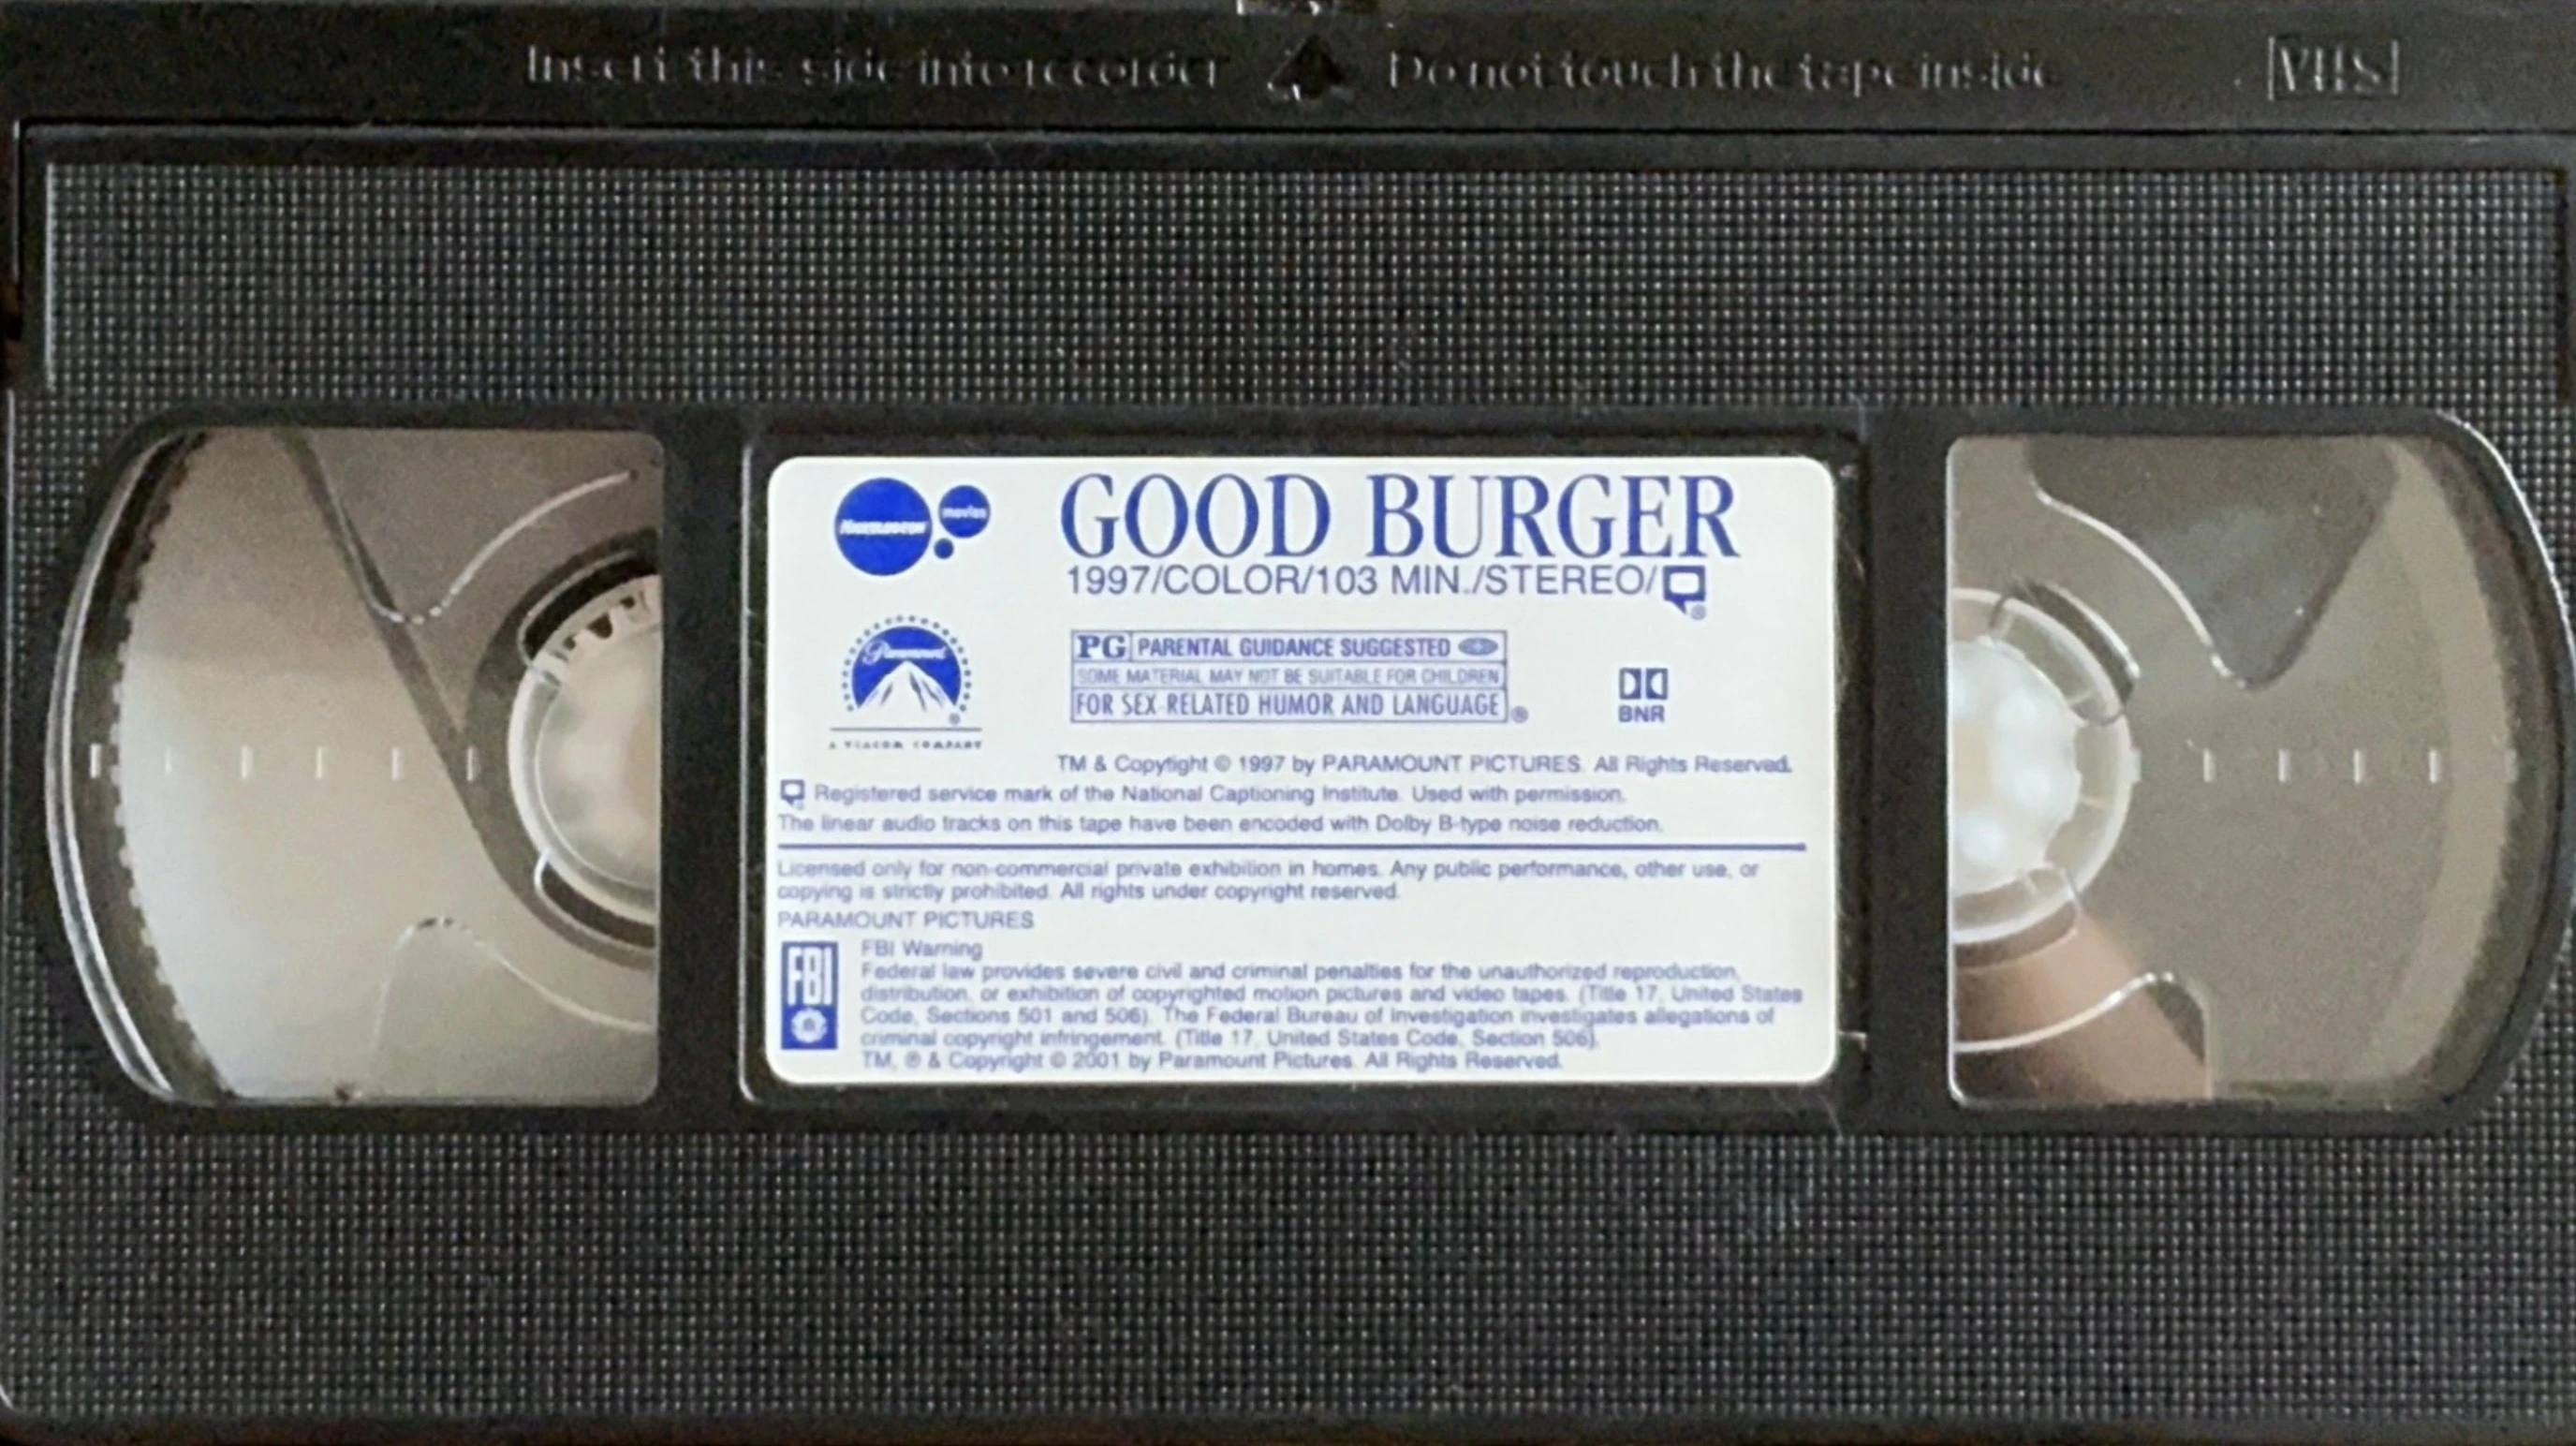 Insert this side into recorder Do not touch the tape inside VHS
NICKELODEON movies
GOOD BURGER
1997/COLOR/103 MIN./STEREO/
Paramount
A VIACOM COMPANY
PG PARENTAL GUIDANCE SUGGESTED
SOME MATERIAL MAY NOT BE SUITABLE FOR CHILDREN
FOR SEX-RELATED HUMOR AND LANGUAGE ®
BNR
TM & Copyright © 1997 by PARAMOUNT PICTURES. All Rights Reserved.
Registered service mark of the National Captioning Institute. Used with permission.
The linear audio tracks on this tape have been encoded with Dolby B-type noise reduction.
Licensed only for non-commercial private exhibition in homes. Any public performance, other use, or
copying is strictly prohibited. All rights under copyright reserved.
PARAMOUNT PICTURES
FBI
FBI Warning
Federal law provides severe civil and criminal penalties for the unauthorized reproduction,
distribution, or exhibition of copyrighted motion pictures and video tapes. (Title 17, United States
Code, Sections 501 and 506). The Federal Bureau of Investigation investigates allegations of
criminal copyright infringement. (Title 17, United States Code, Section 506).
TM, ® & Copyright © 2001 by Paramount Pictures. All Rights Reserved.